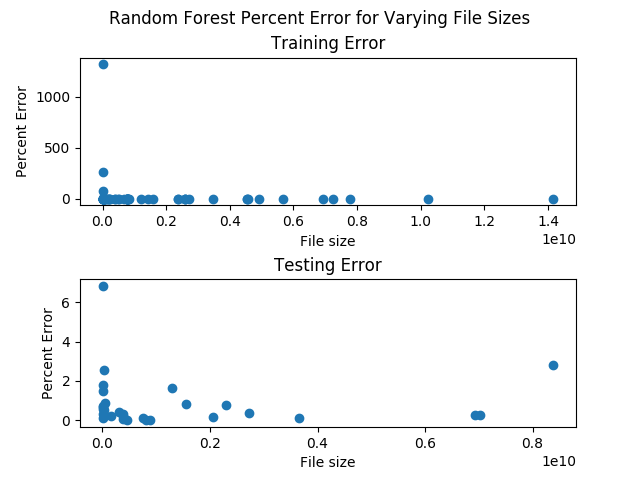 Random Forest Percent Error for Varying File Sizes
Training Error
Percent Error
1000
500
0
0.0 0.2 0.4 0.6 0.8 1.0 1.2 1.4
1e10
File size
Testing Error
Percent Error
6
4
2
0
0.0 0.2 0.4 0.6 0.8
1e10
File size